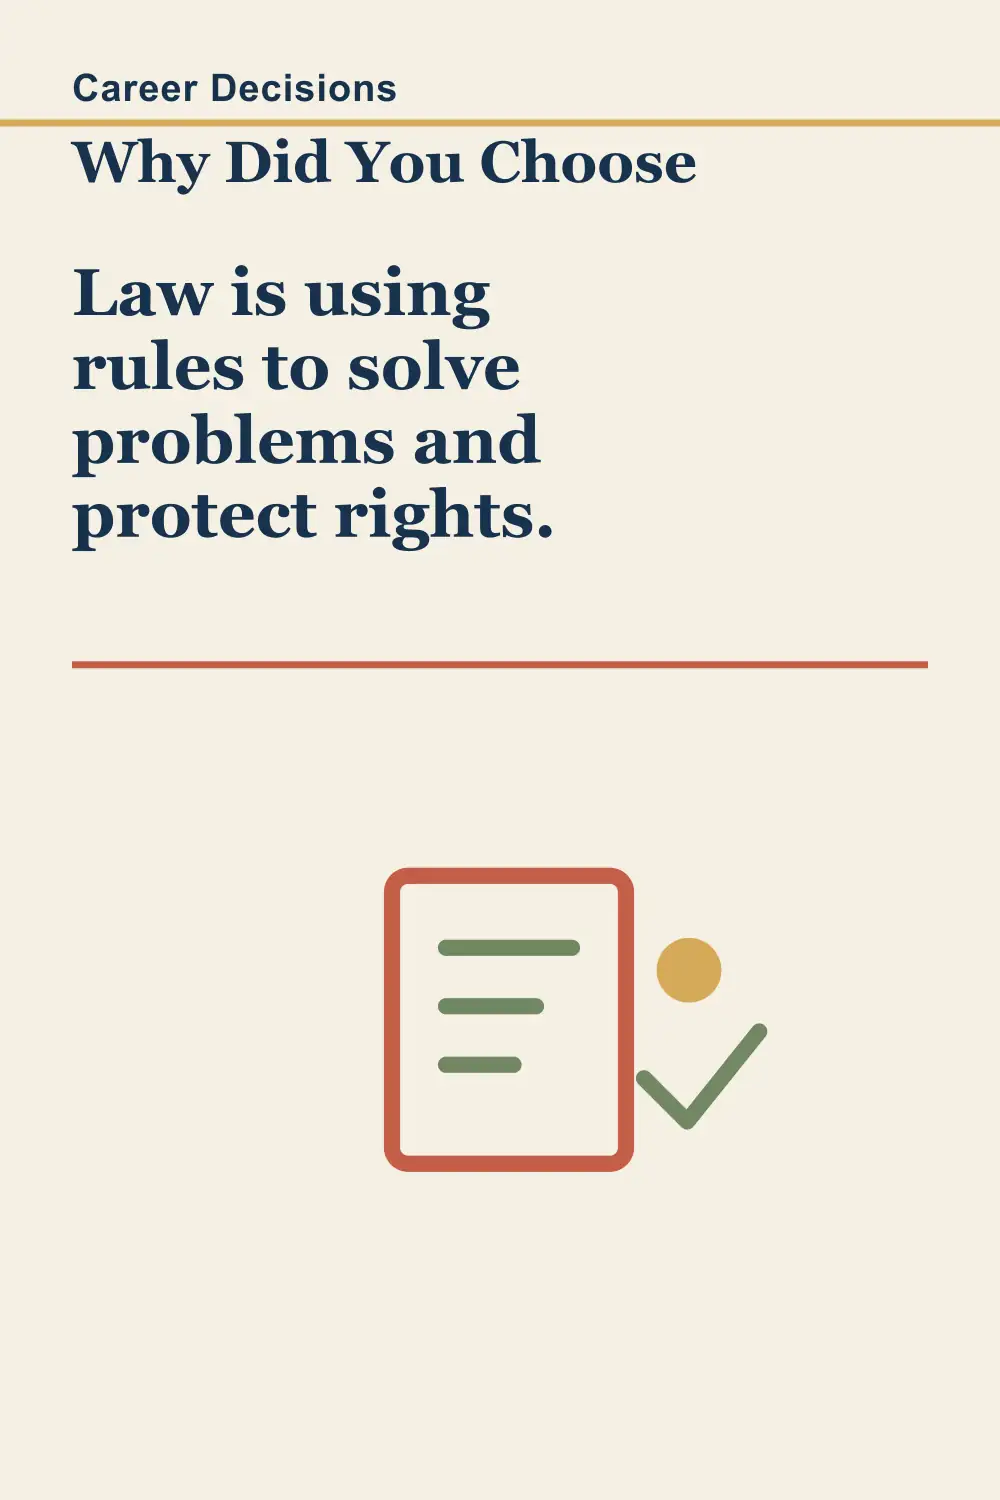 Career Decisions
Why Did You Choose
Law is using
rules to solve
problems and
protect rights.